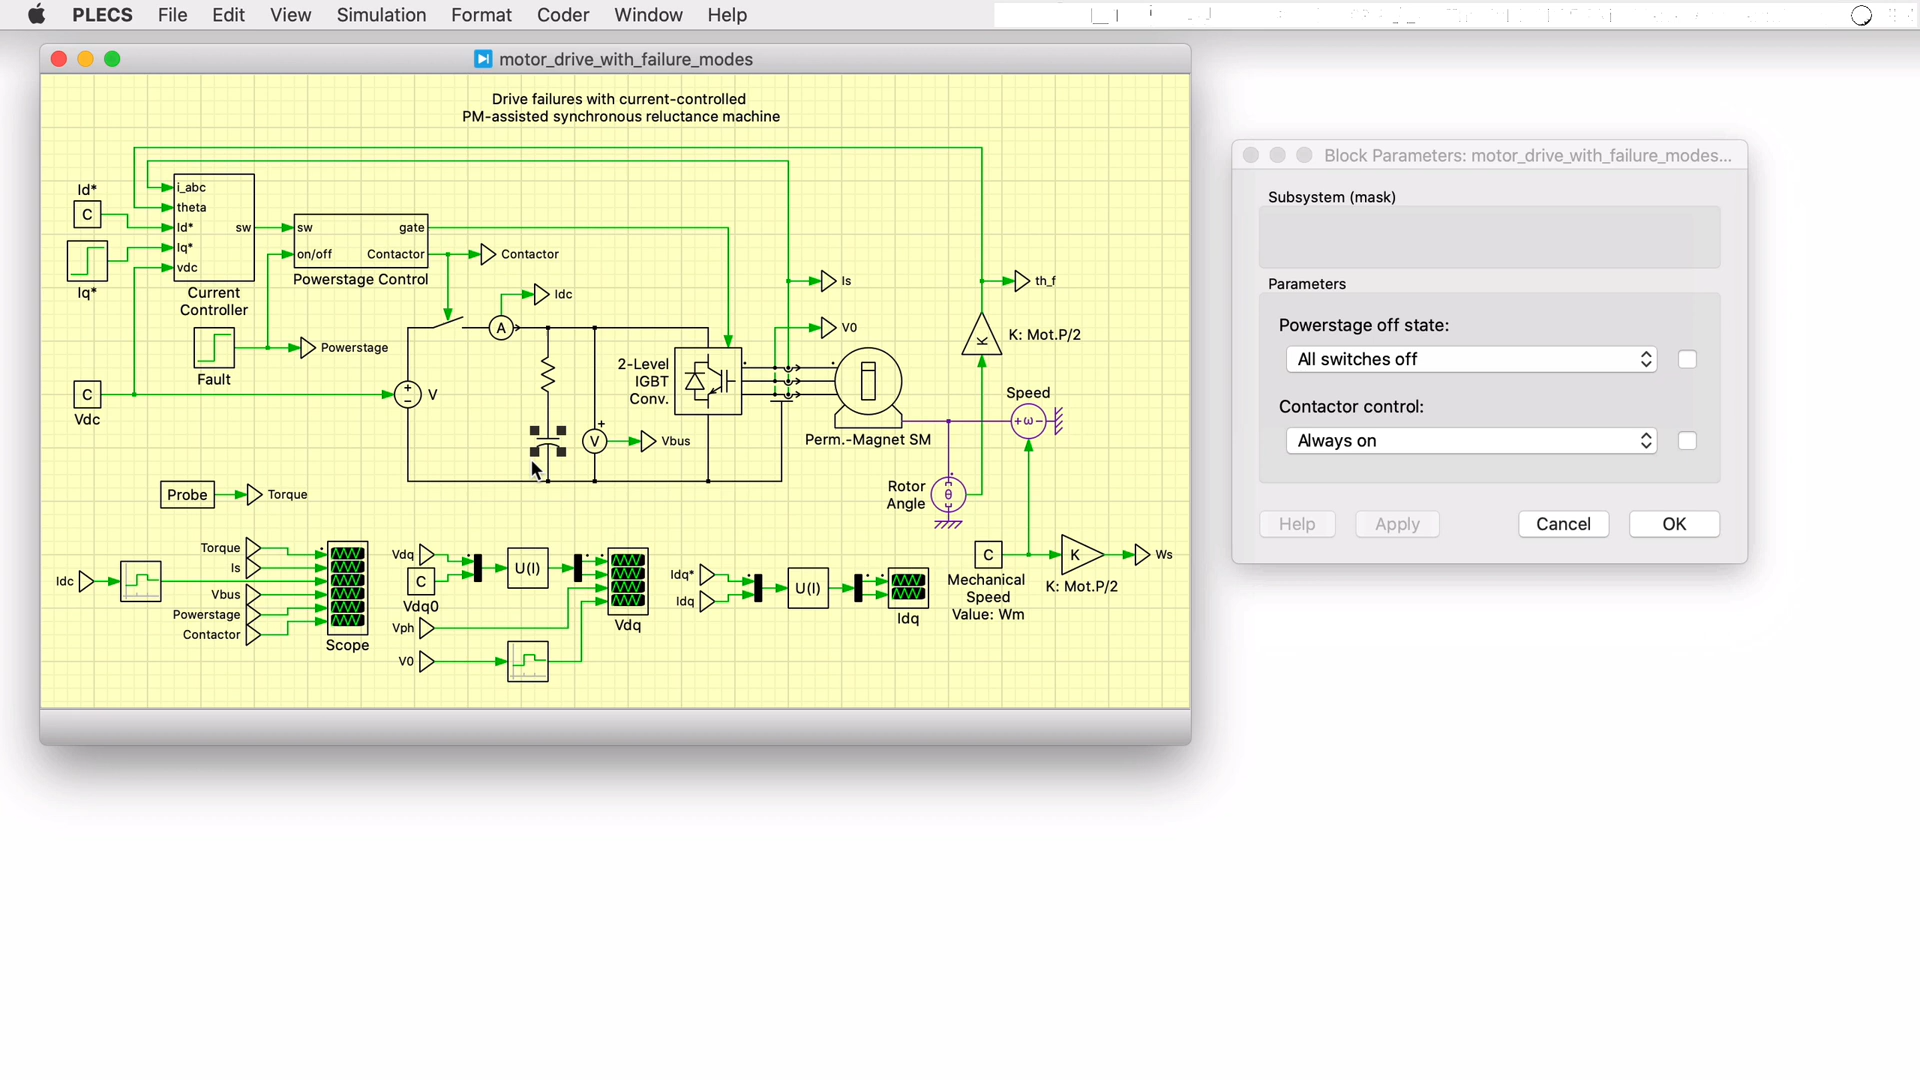 PLECS File Edit View Simulation Format Coder Window Help
motor_drive_with_failure_modes
Drive failures with current-controlled
PM-assisted synchronous reluctance machine
Block Parameters: motor_drive_with_failure_modes...
Subsystem (mask)
Parameters
Powerstage off state:
All switches off
Contactor control:
Always on
Help Apply Cancel OK
Id*
C
Iq*
i_abc
theta
Id*
Iq*
vdc
sw
Current
Controller
sw
on/off
gate
Contactor
Powerstage Control
Contactor
Idc
Is
th_f
V0
K
K: Mot.P/2
Fault
Powerstage
A
2-Level
IGBT
Conv.
C
Vdc
V
V
Vbus
Perm.-Magnet SM
Speed
+ω−
Rotor
Angle
θ
Probe
Torque
Torque
Is
Idc
Vbus
Powerstage
Contactor
Scope
Vdq
C
Vdq0
U(I)
Vph
V0
Vdq
Idq*
Idq
U(I)
Idq
C
Mechanical
Speed
Value: Wm
K
K: Mot.P/2
Ws